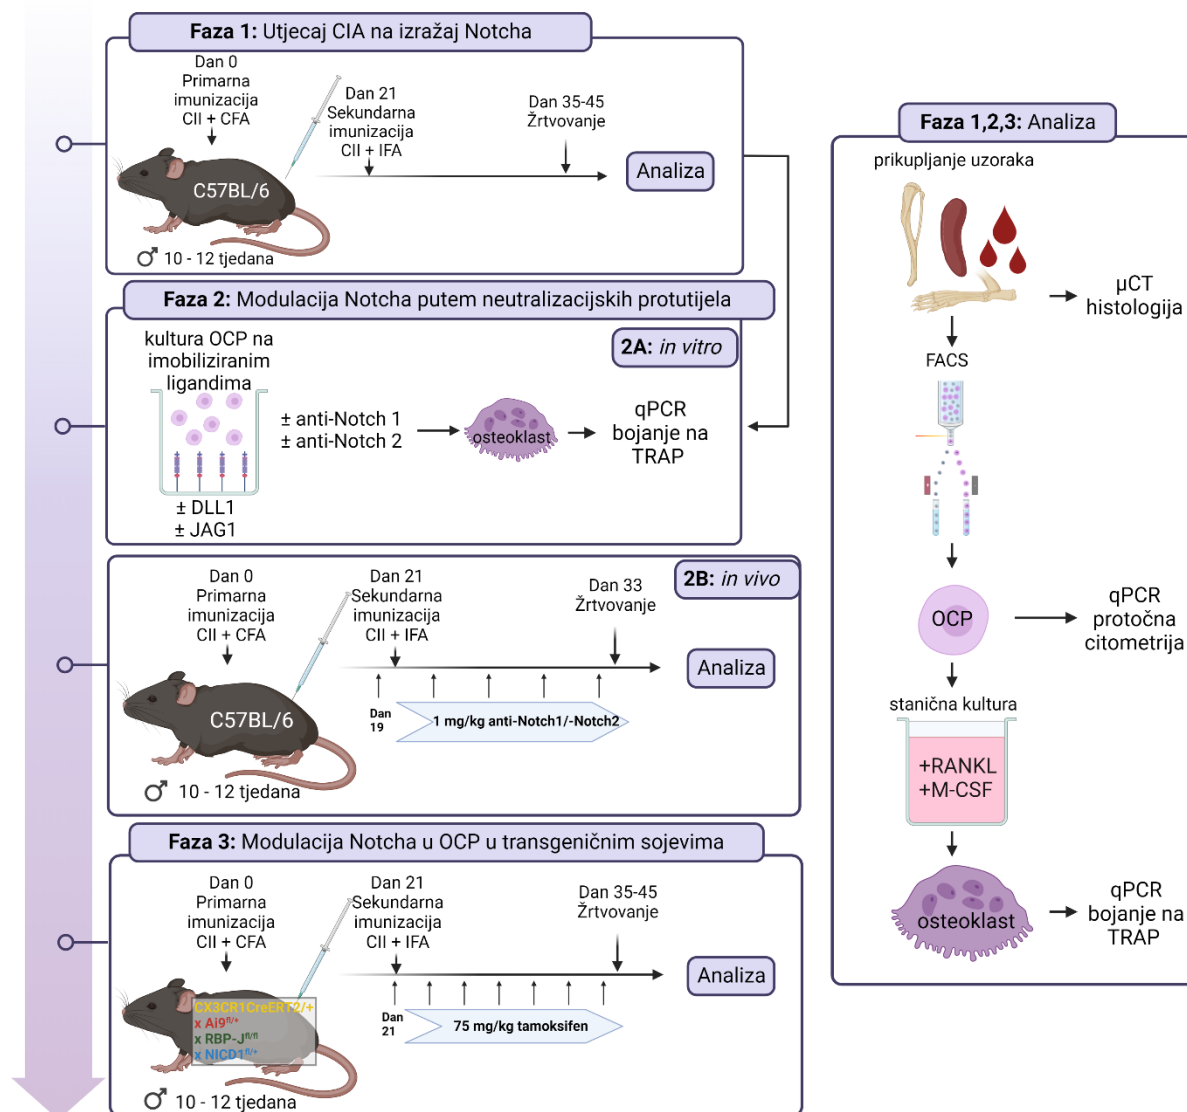 Faza 1: Utjecaj CIA na izražaj Notcha
Dan 0
Primarna
imunizacija
CII + CFA
Dan 21
Sekundarna
imunizacija
CII + IFA
Dan 35-45
Žrtvovanje
Analiza
C57BL/6
♂ 10 - 12 tjedana
Faza 2: Modulacija Notcha putem neutralizacijskih protutijela
2A: in vitro
kultura OCP na
imobiliziranim
ligandima
± DLL1
± JAG1
± anti-Notch 1
± anti-Notch 2
osteoklast
qPCR
bojanje na
TRAP
2B: in vivo
Dan 0
Primarna
imunizacija
CII + CFA
Dan 21
Sekundarna
imunizacija
CII + IFA
Dan 33
Žrtvovanje
Analiza
C57BL/6
Dan
19
1 mg/kg anti-Notch1/-Notch2
♂ 10 - 12 tjedana
Faza 3: Modulacija Notcha u OCP u transgeničnim sojevima
Dan 0
Primarna
imunizacija
CII + CFA
Dan 21
Sekundarna
imunizacija
CII + IFA
Dan 35-45
Žrtvovanje
Analiza
CX3CR1CreERT2/+
x Ai9fl/+
x RBP-Jfl/fl
x NICD1fl/+
Dan
21
75 mg/kg tamoksifen
♂ 10 - 12 tjedana
Faza 1,2,3: Analiza
prikupljanje uzoraka
µCT
histologija
FACS
OCP
qPCR
protočna
citometrija
stanična kultura
+RANKL
+M-CSF
osteoklast
qPCR
bojanje na
TRAP